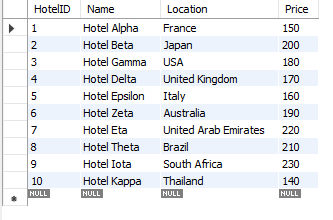 HotelID Name Location Price
1 Hotel Alpha France 150
2 Hotel Beta Japan 200
3 Hotel Gamma USA 180
4 Hotel Delta United Kingdom 170
5 Hotel Epsilon Italy 160
6 Hotel Zeta Australia 190
7 Hotel Eta United Arab Emirates 220
8 Hotel Theta Brazil 210
9 Hotel Iota South Africa 230
10 Hotel Kappa Thailand 140
NULL NULL NULL NULL